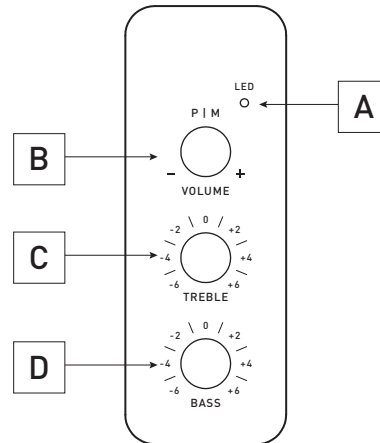 LED
A
P | M
B
- +
VOLUME
0
-2 +2
C
-4 +4
-6 +6
TREBLE
0
-2 +2
D
-4 +4
-6 +6
BASS